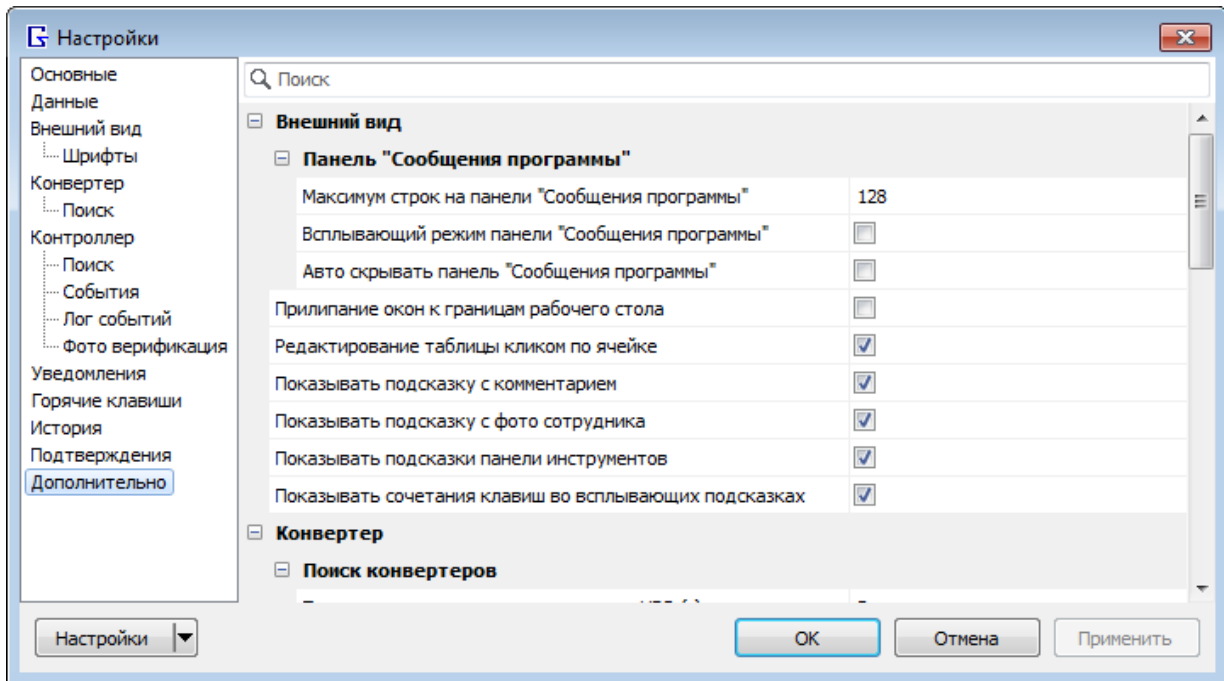 Настройки
Основные
Данные
Внешний вид
Шрифты
Конвертер
Поиск
Контроллер
Поиск
События
Лог событий
Фото верификация
Уведомления
Горячие клавиши
История
Подтверждения
Дополнительно
Поиск
Внешний вид
Панель "Сообщения программы"
Максимум строк на панели "Сообщения программы" 128
Всплывающий режим панели "Сообщения программы"
Авто скрывать панель "Сообщения программы"
Прилипание окон к границам рабочего стола
Редактирование таблицы кликом по ячейке
Показывать подсказку с комментарием
Показывать подсказку с фото сотрудника
Показывать подсказки панели инструментов
Показывать сочетания клавиш во всплывающих подсказках
Конвертер
Поиск конвертеров
Настройки
OK
Отмена
Применить